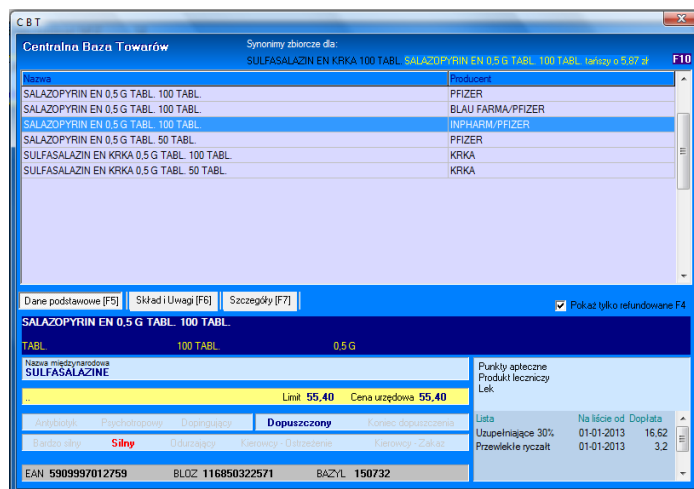 CBT
Centralna Baza Towarów
Synonimy zbiorcze dla:
SULFASALAZIN EN KRKA 100 TABL. SALAZOPYRIN EN 0,5 G TABL. 100 TABL. tańszy o 5,87 zł F10
Nazwa Producent
SALAZOPYRIN EN 0,5 G TABL. 100 TABL. PFIZER
SALAZOPYRIN EN 0,5 G TABL. 100 TABL. BLAU FARMA/PFIZER
SALAZOPYRIN EN 0,5 G TABL. 100 TABL. INPHARM/PFIZER
SALAZOPYRIN EN 0,5 G TABL. 50 TABL. PFIZER
SULFASALAZIN EN KRKA 0,5 G TABL. 100 TABL. KRKA
SULFASALAZIN EN KRKA 0,5 G TABL. 50 TABL. KRKA
Dane podstawowe [F5] Skład i Uwagi [F6] Szczegóły [F7] Pokaż tylko refundowane F4
SALAZOPYRIN EN 0,5 G TABL. 100 TABL.
TABL. 100 TABL. 0,5 G
Nazwa międzynarodowa
SULFASALAZINE
Punkty apteczne
Produkt leczniczy
Lek
.. Limit 55,40 Cena urzędowa 55,40
Antybiotyk Psychotropowy Dopingujący Dopuszczony Koniec dopuszczenia
Bardzo silny Silny Odurzający Kierowcy - Ostrzeżenie Kierowcy - Zakaz
Lista Na liście od Dopłata
Uzupełniające 30% 01-01-2013 16,62
Przewlekłe ryczałt 01-01-2013 3,2
EAN 5909997012759 BLOZ 116850322571 BAZYL 150732